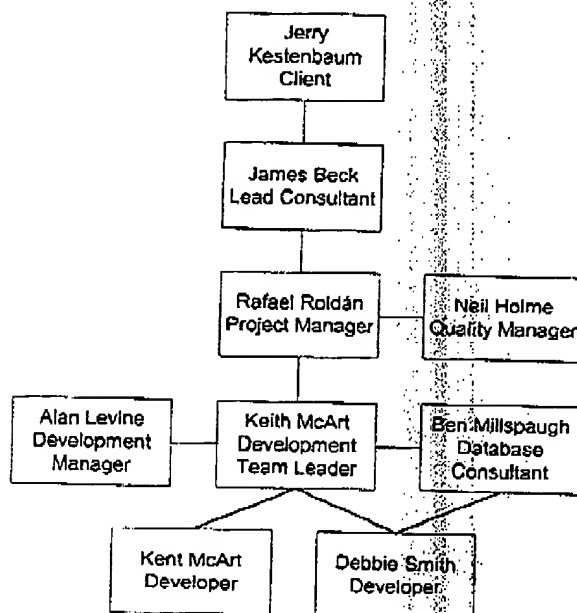 Jerry
Kestenbaum
Client
James Beck
Lead Consultant
Rafael Roldán
Project Manager
Neil Holme
Quality Manager
Alan Levine
Development
Manager
Keith McArt
Development
Team Leader
Ben Millspaugh
Database
Consultant
Kent McArt
Developer
Debbie Smith
Developer